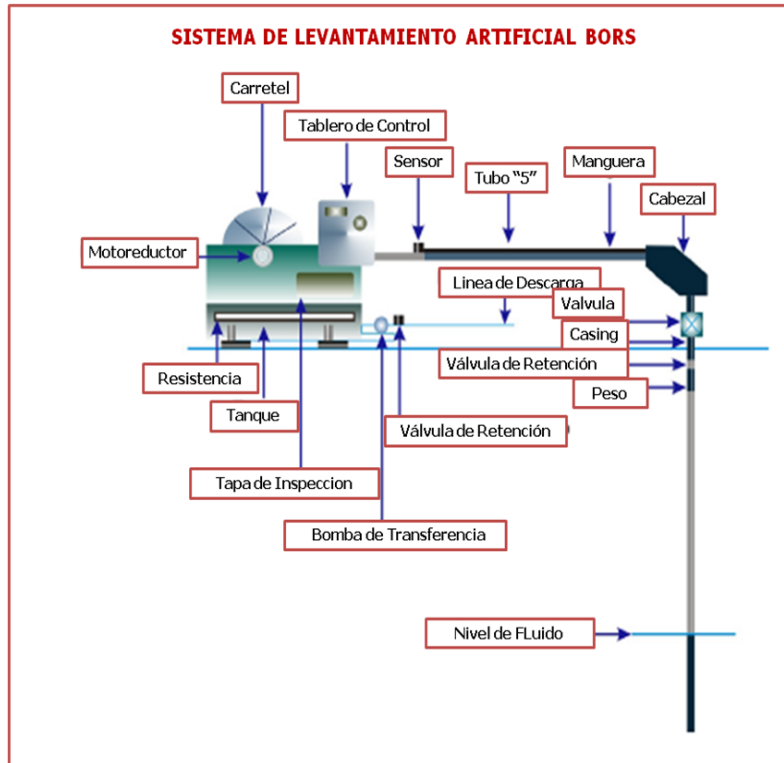 SISTEMA DE LEVANTAMIENTO ARTIFICIAL BORS
Carretel
Tablero de Control
Sensor
Tubo "5"
Manguera
Cabezal
Motoreductor
Linea de Descarga
Valvula
Casing
Válvula de Retención
Peso
Resistencia
Tanque
Válvula de Retención
Tapa de Inspeccion
Bomba de Transferencia
Nivel de FLuido